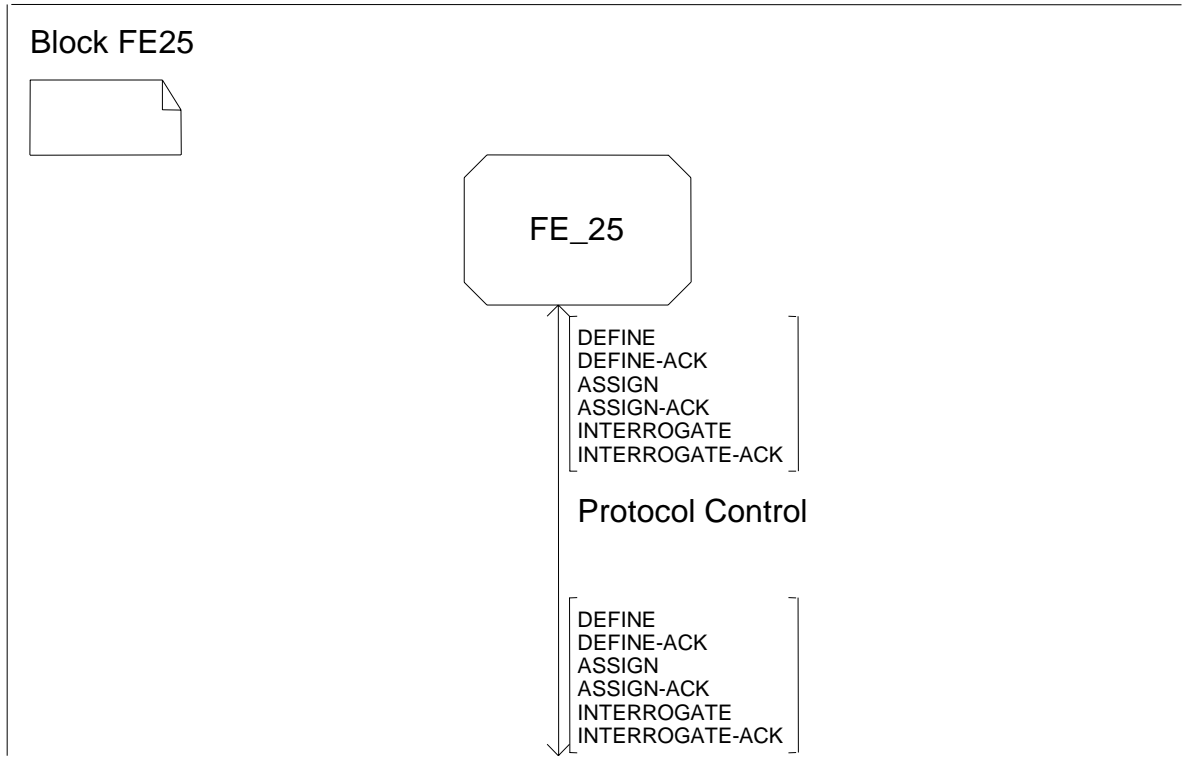 Block FE25
FE_25
DEFINE
DEFINE-ACK
ASSIGN
ASSIGN-ACK
INTERROGATE
INTERROGATE-ACK
Protocol Control
DEFINE
DEFINE-ACK
ASSIGN
ASSIGN-ACK
INTERROGATE
INTERROGATE-ACK